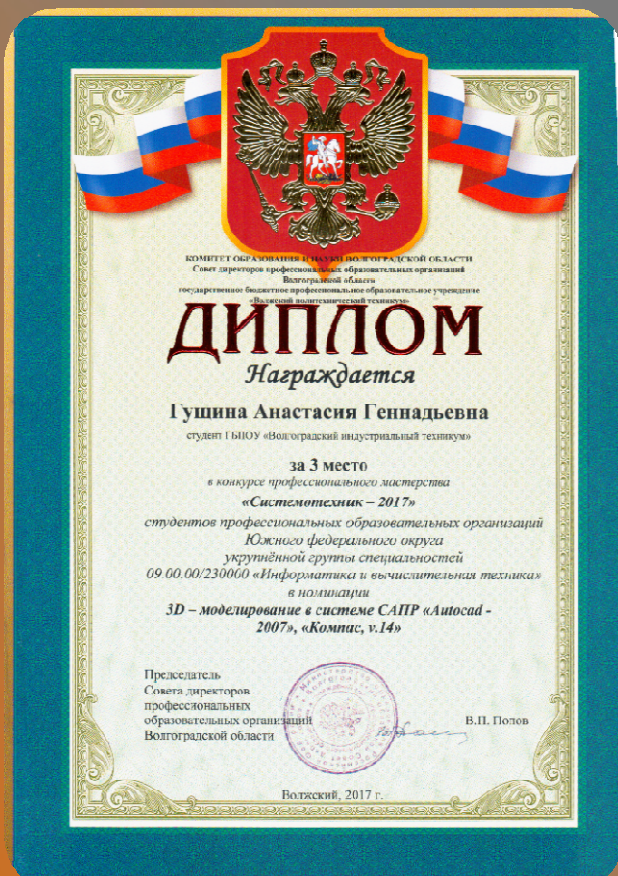 КОМИТЕТ ОБРАЗОВАНИЯ И НАУКИ ВОЛГОГРАДСКОЙ ОБЛАСТИ
Совет директоров профессиональных образовательных организаций
Волгоградской области
государственное бюджетное профессиональное образовательное учреждение
«Волжский политехнический техникум»
ДИПЛОМ
Награждается
Гущина Анастасия Геннадьевна
студент ГБПОУ «Волгоградский индустриальный техникум»
за 3 место
в конкурсе профессионального мастерства
«Системотехник – 2017»
студентов профессиональных образовательных организаций
Южного федерального округа
укрупнённой группы специальностей
09.00.00/230000 «Информатика и вычислительная техника»
в номинации
3D – моделирование в системе САПР «Autocad -
2007», «Компас, v.14»
Председатель
Совета директоров
профессиональных
образовательных организаций
Волгоградской области
В.П. Попов
Волжский, 2017 г.